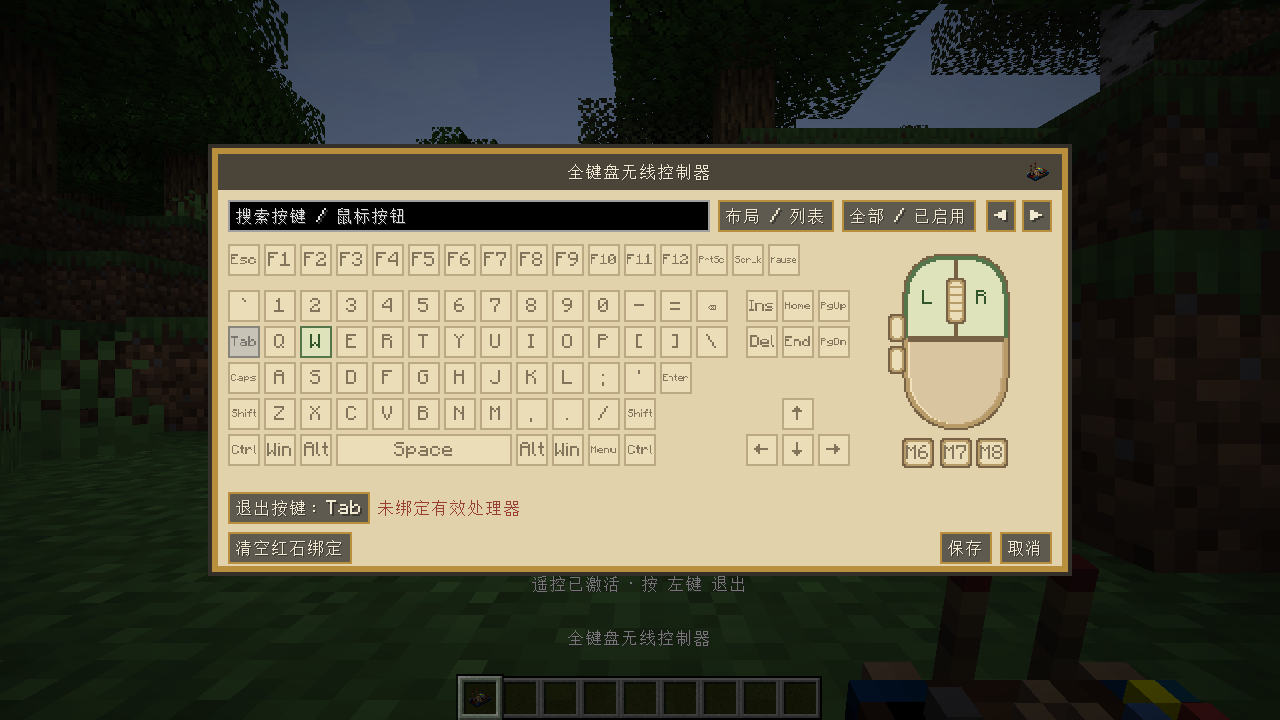 全键盘无线控制器
搜索按键 / 鼠标按钮 布局 / 列表 全部 / 已启用 ◀ ▶
Esc F1 F2 F3 F4 F5 F6 F7 F8 F9 F10 F11 F12 PrtSc Scr_k Pause
` 1 2 3 4 5 6 7 8 9 0 - = ⌫ Ins Home PgUp
L R
Tab Q W E R T Y U I O P [ ] \ Del End PgDn
Caps A S D F G H J K L ; ' Enter
Shift Z X C V B N M , . / Shift ↑
Ctrl Win Alt Space Alt Win Menu Ctrl ← ↓ → M6 M7 M8
退出按键：Tab 未绑定有效处理器
清空红石绑定 保存 取消
遥控已激活 · 按 左键 退出
全键盘无线控制器